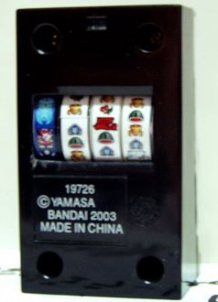 19726
© YAMASA
BANDAI 2003
MADE IN CHINA